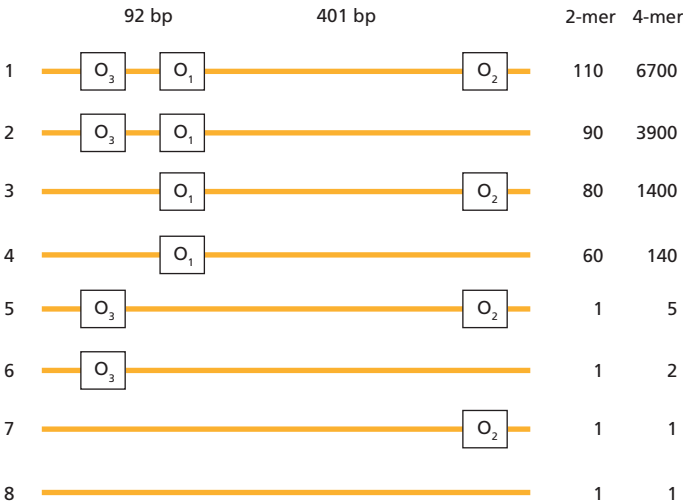 92 bp 401 bp 2-mer 4-mer
1 O₃ O₁ O₂ 110 6700
2 O₃ O₁ 90 3900
3 O₁ O₂ 80 1400
4 O₁ 60 140
5 O₃ O₂ 1 5
6 O₃ 1 2
7 O₂ 1 1
8 1 1